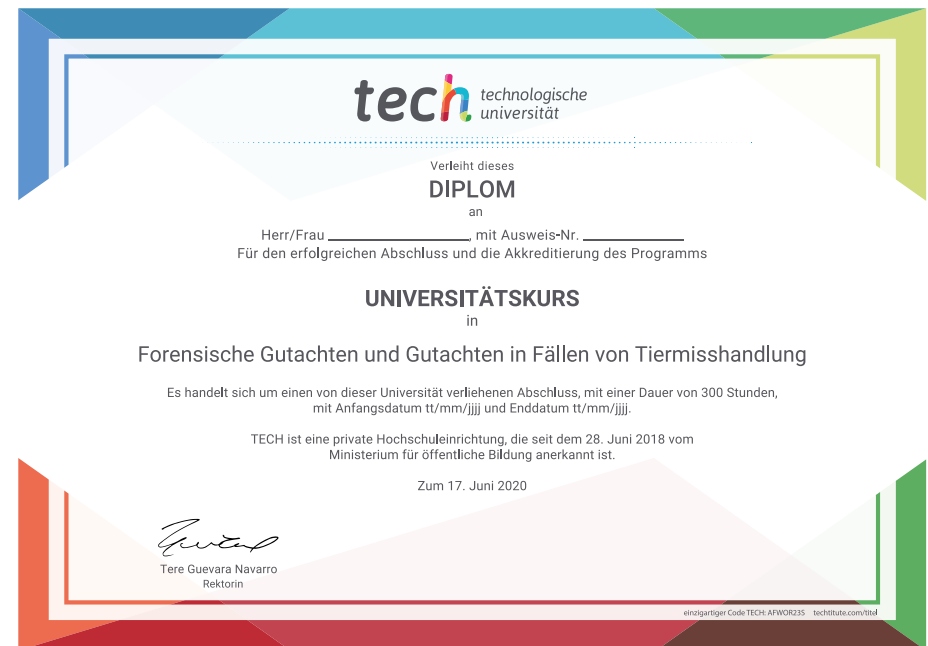 tech technologische
universität
Verleiht dieses
DIPLOM
an
Herr/Frau ____________, mit Ausweis-Nr. ____________
Für den erfolgreichen Abschluss und die Akkreditierung des Programms
UNIVERSITÄTSKURS
in
Forensische Gutachten und Gutachten in Fällen von Tiermisshandlung
Es handelt sich um einen von dieser Universität verliehenen Abschluss, mit einer Dauer von 300 Stunden,
mit Anfangsdatum tt/mm/jjjj und Enddatum tt/mm/jjjj.
TECH ist eine private Hochschuleinrichtung, die seit dem 28. Juni 2018 vom
Ministerium für öffentliche Bildung anerkannt ist.
Zum 17. Juni 2020
Tere Guevara Navarro
Rektorin
einzigartiger Code TECH: AFWOR23S techtitute.com/titel